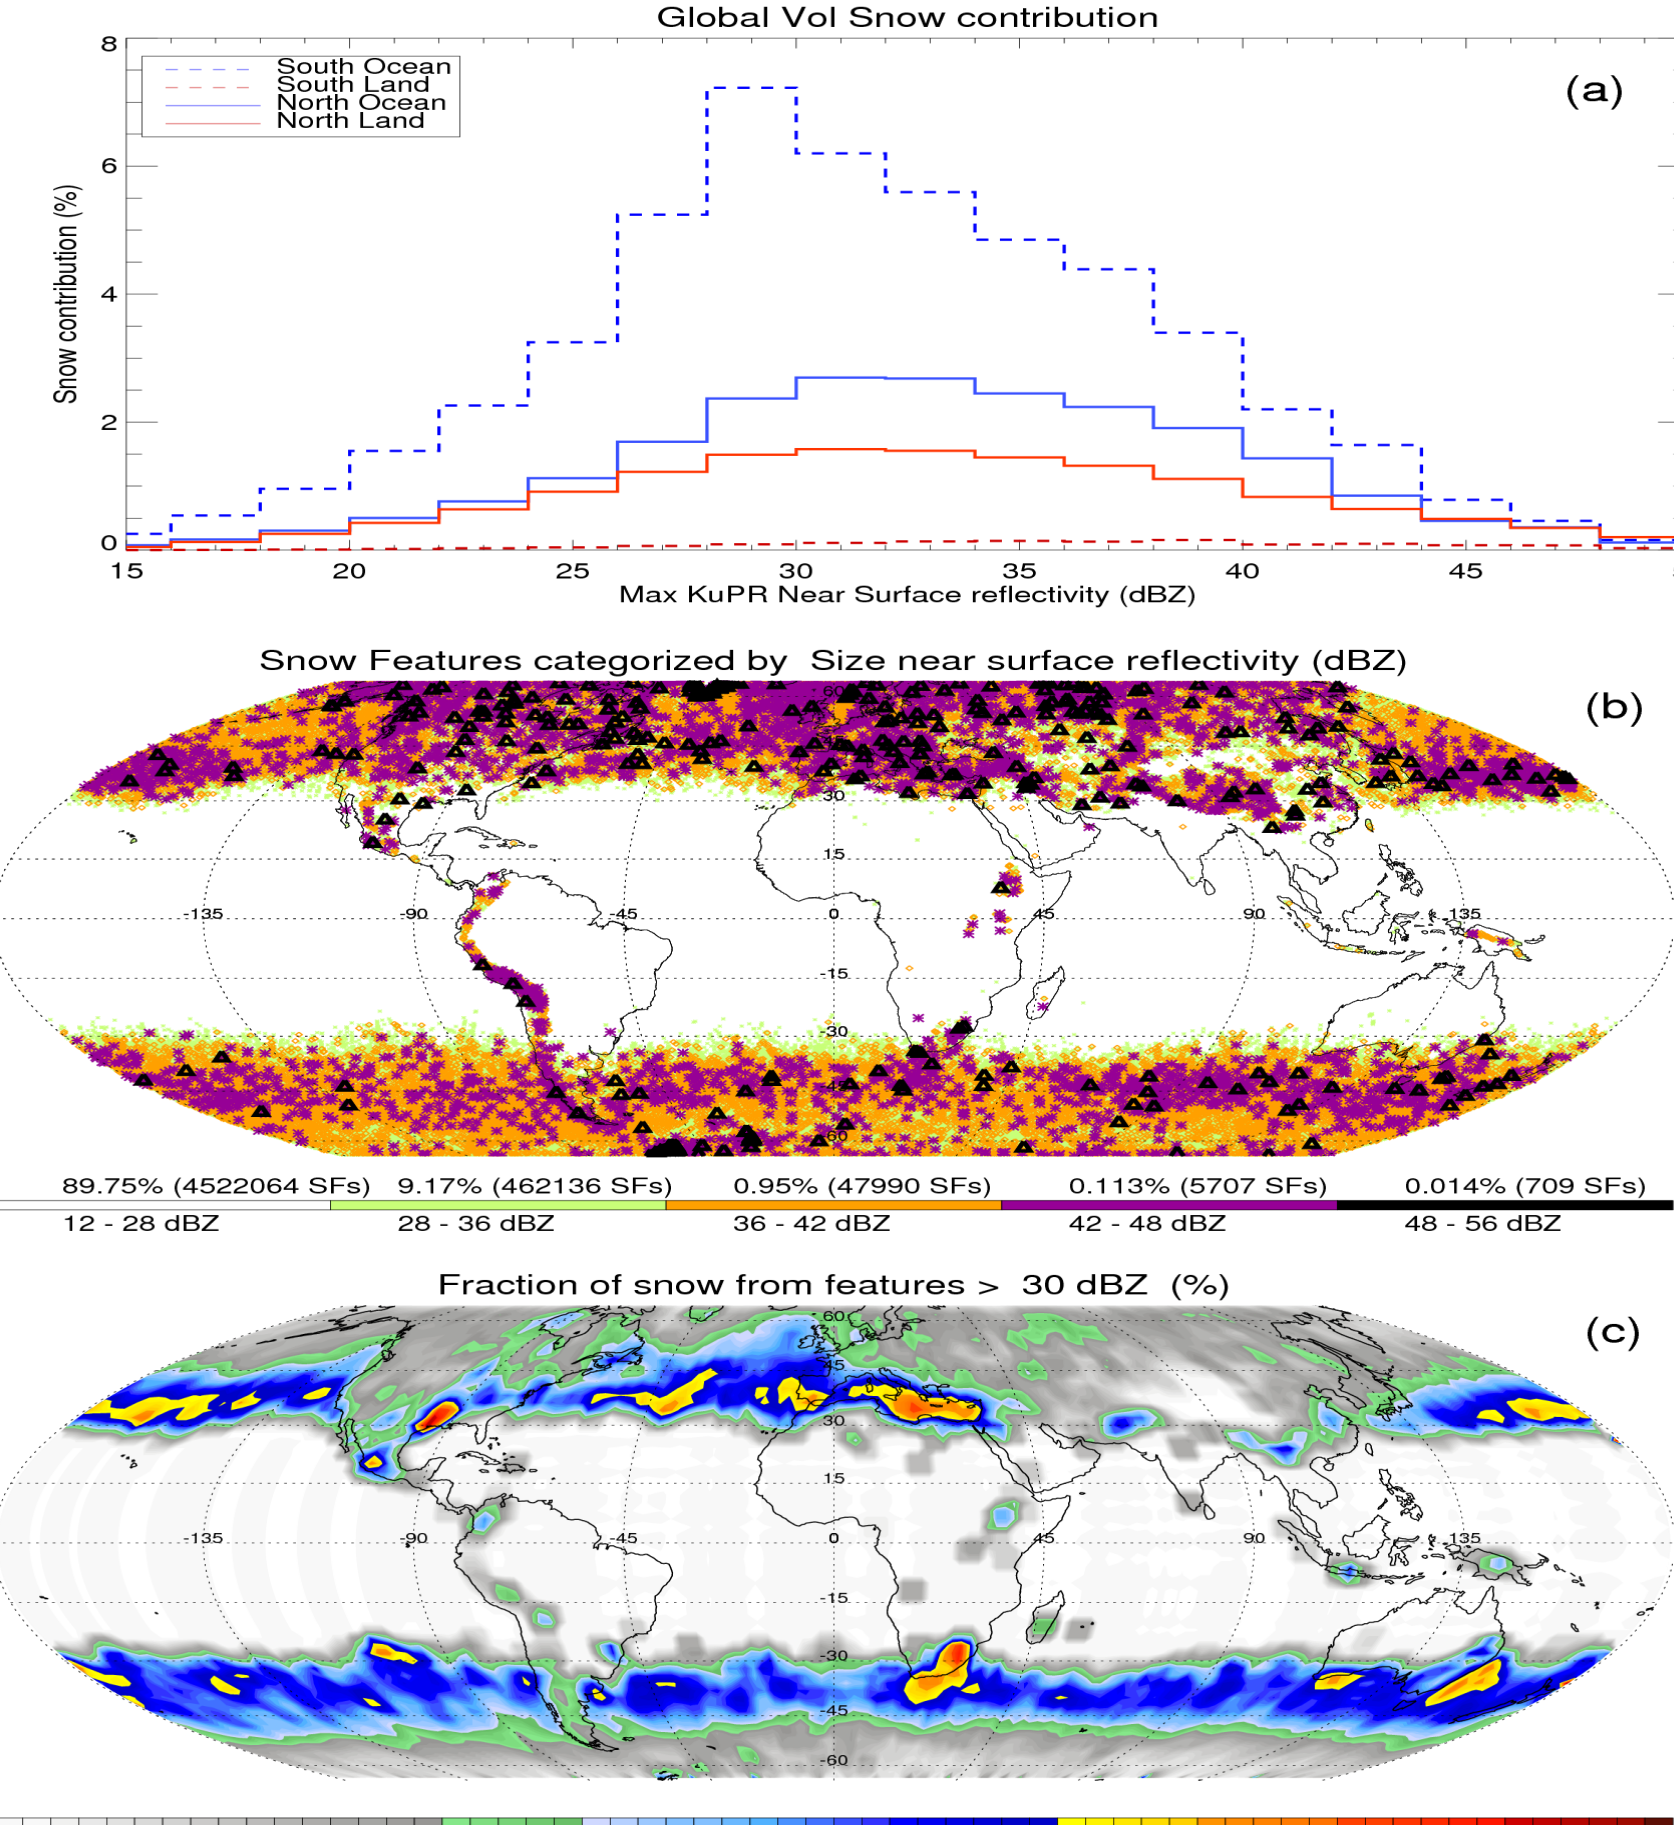 Global Vol Snow contribution
8
South Ocean
South Land
North Ocean
North Land
(a)
6
Snow contribution (%)
4
2
0
15 20 25 30 35 40 45
Max KuPR Near Surface reflectivity (dBZ)
Snow Features categorized by Size near surface reflectivity (dBZ)
(b)
60
30
15
-135 -90 -45 0 45 90 135
-15
-30
-60
89.75% (4522064 SFs) 9.17% (462136 SFs) 0.95% (47990 SFs) 0.113% (5707 SFs) 0.014% (709 SFs)
12 - 28 dBZ 28 - 36 dBZ 36 - 42 dBZ 42 - 48 dBZ 48 - 56 dBZ
Fraction of snow from features > 30 dBZ (%)
(c)
60
45
30
15
-135 -90 -45 0 45 90 135
-15
-30
-45
-60